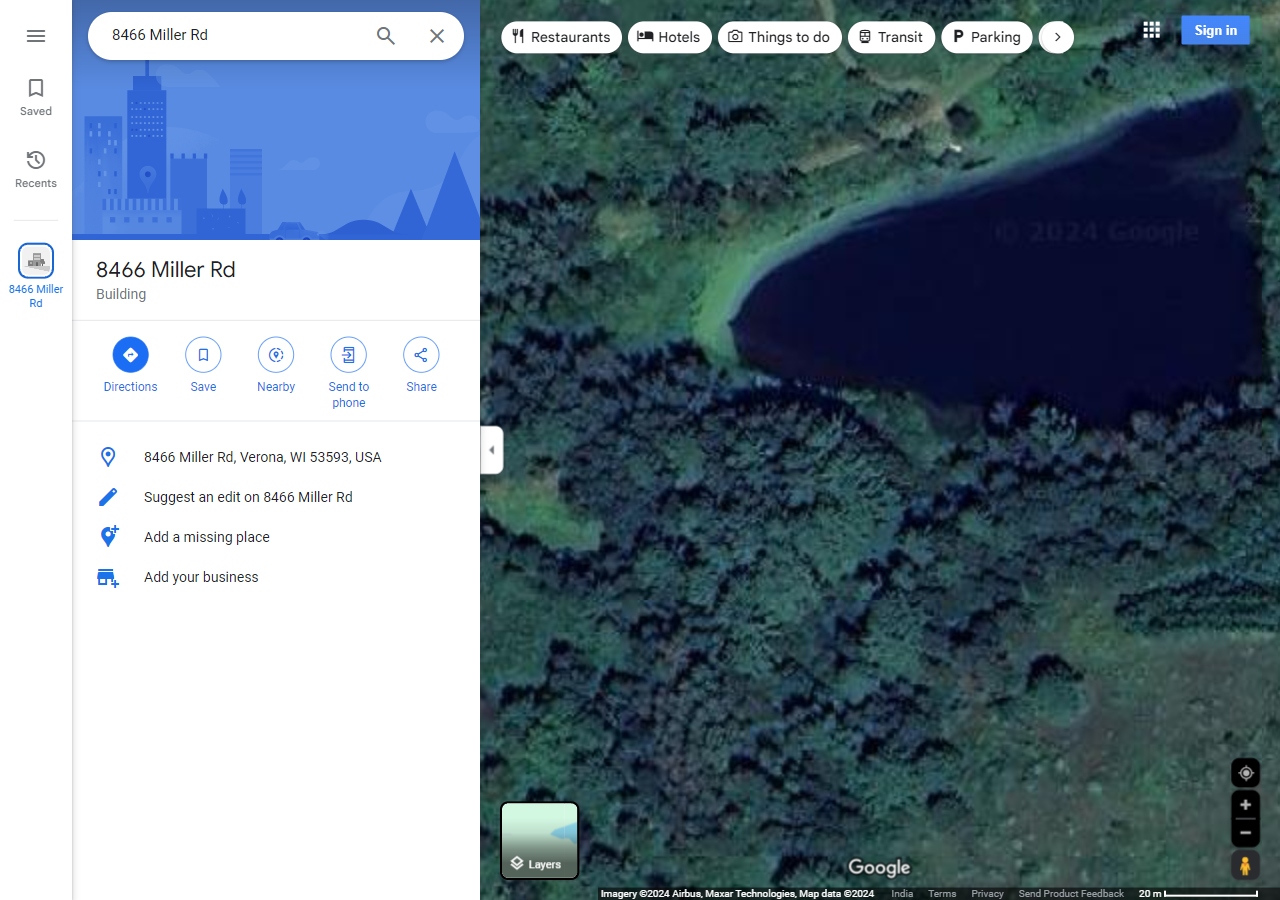 8466 Miller Rd
Restaurants
Hotels
Things to do
Transit
P Parking
Sign in
Saved
Recents
8466 Miller
Rd
8466 Miller Rd
Building
Directions
Save
Nearby
Send to
phone
Share
8466 Miller Rd, Verona, WI 53593, USA
Suggest an edit on 8466 Miller Rd
Add a missing place
Add your business
© 2024 Google
Layers
Google
Imagery ©2024 Airbus, Maxar Technologies, Map data ©2024 India Terms Privacy Send Product Feedback 20 m